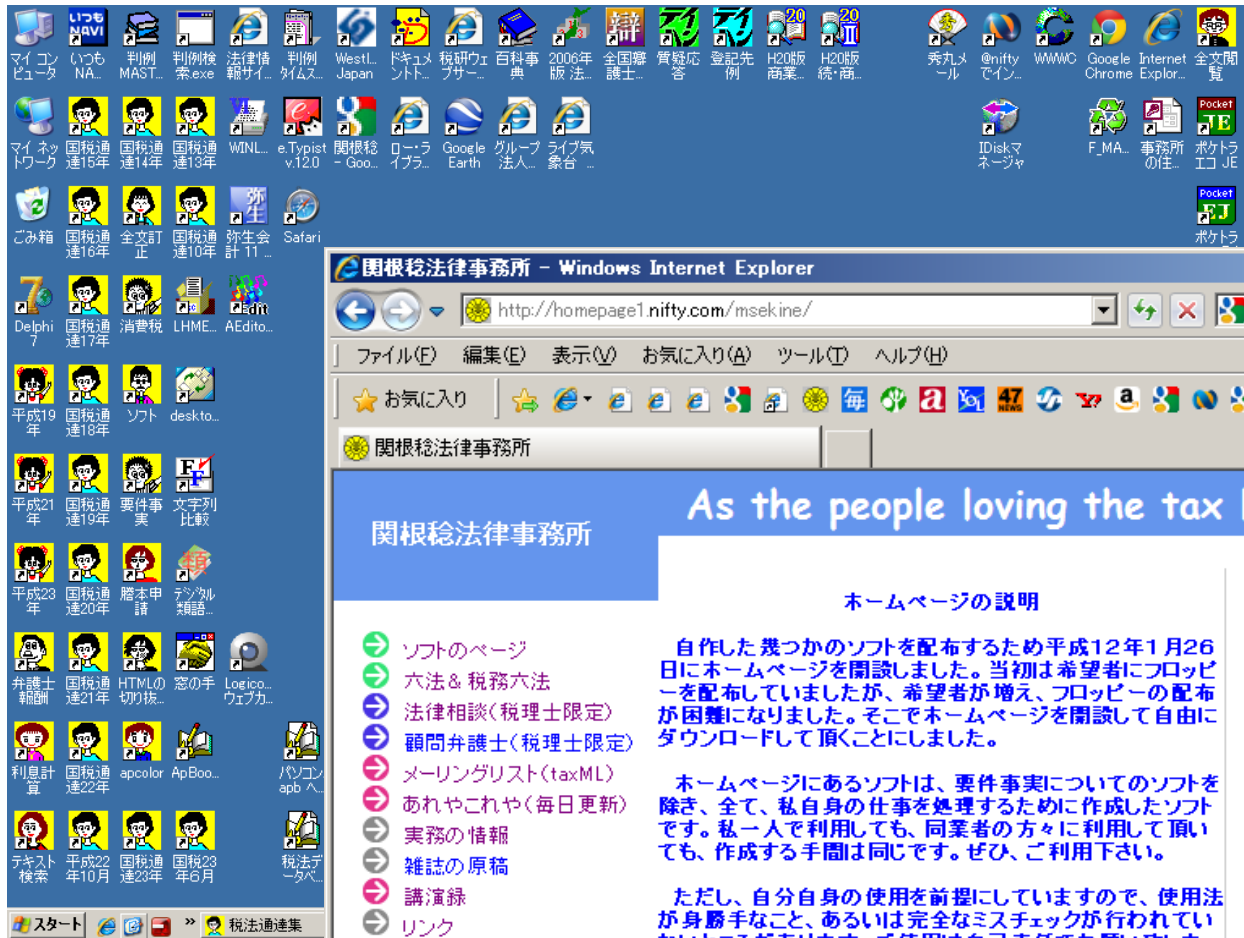 マイ コンピュータ
いつもNAVI
いつもNA...
判例MAST...
判例検索.exe
法律情報サイ...
判例タイムス...
Westl... Japan
ドキュメントト...
税研ウェブサー...
百科事典
2006年版 法...
辯
全国弊護士...
質疑応答
登記先例
20
H20版商業...
20
H20版続・商...
秀丸メール
@niftyでイン...
WWWC
Google Chrome
Internet Explor...
全文閲覧
マイ ネットワーク
国税通達15年
国税通達14年
国税通達13年
WINL...
e.Typist v.12.0
関根稔 - Goo...
ロー・ライブラ...
Google Earth
グループ法人...
ライブ気象台 ...
IDiskマネージャ
F_MA...
事務所の住...
Pocket JE
ポケトラエコ JE
ごみ箱
国税通達16年
全文訂正
国税通達10年
弥生
弥生会計 11 ...
Safari
Pocket EJ
ポケトラ
Delphi 7
国税通達17年
消費税
LHME...
AEdit
AEdito...
平成19年
国税通達18年
ソフト
deskto...
平成21年
国税通達19年
要件事実
文字列比較
平成23年
国税通達20年
謄本申請
類
デジタル類語...
弁護士報酬
国税通達21年
HTMLの切り抜...
窓の手
Logico... ウェブカ...
利息計算
国税通達22年
apcolor
ApBoo...
パソコン apb ヘ...
テキスト検索
平成22年10月
国税通達23年
国税23年6月
税法データベ...
スタート
»
税法通達集
関根稔法律事務所 - Windows Internet Explorer
http://homepage1.nifty.com/msekine/
ファイル(F) 編集(E) 表示(V) お気に入り(A) ツール(T) ヘルプ(H)
お気に入り
毎
a
47 NEWS
Y?
a
関根稔法律事務所
関根稔法律事務所
As the people loving the tax
ソフトのページ
六法&税務六法
法律相談(税理士限定)
顧問弁護士(税理士限定)
メーリングリスト(taxML)
あれやこれや(毎日更新)
実務の情報
雑誌の原稿
講演録
リンク
ホームページの説明
自作した幾つかのソフトを配布するため平成12年1月26
日にホームページを開設しました。当初は希望者にフロッピ
ーを配布していましたが、希望者が増え、フロッピーの配布
が困難になりました。そこでホームページを開設して自由に
ダウンロードして頂くことにしました。
ホームページにあるソフトは、要件事実についてのソフトを
除き、全て、私自身の仕事を処理するために作成したソフト
です。私一人で利用しても、同業者の方々に利用して頂い
ても、作成する手間は同じです。ぜひ、ご利用下さい。
ただし、自分自身の使用を前提にしていますので、使用法
が身勝手なこと、あるいは完全なミスチェックが行われてい